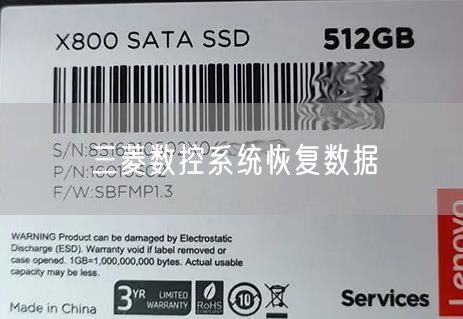 X800 SATA SSD
512GB
三菱数控系统恢复数据
F/W:SBFMP1.3
WARNING Product can be damaged by Electrostatic
Discharge (ESD). Warranty void if label removed or
case opened. 1GB=1,000,000,000 bytes. Actual usable
capacity may be less.
Made in China
3YR LIMITED WARRANTY
RoHS
10
Services
Lenovo